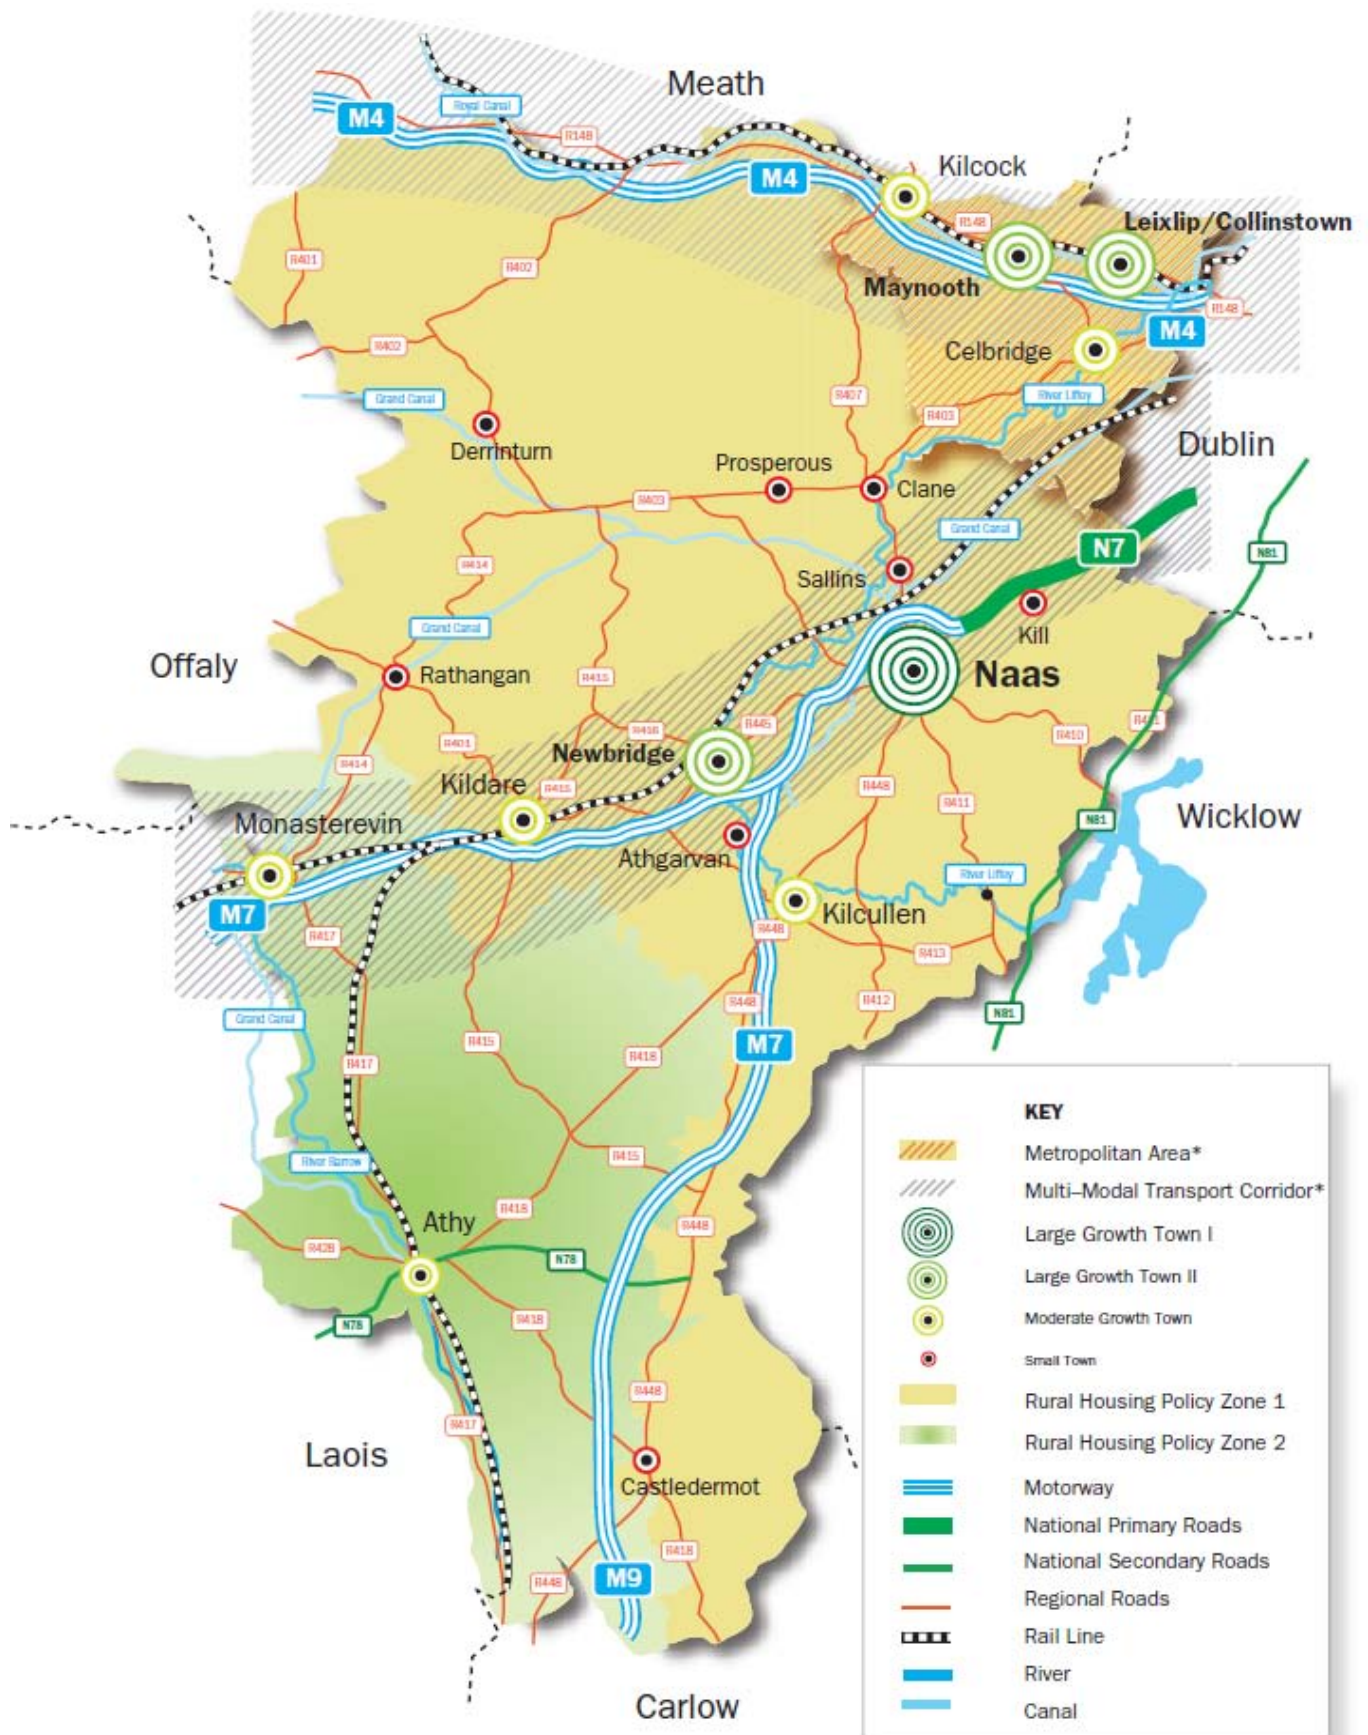 Meath
M4
Royal Canal
R148
M4
Kilcock
R148
Leixlip/Collinstown
Maynooth
R401
R402
R148
M4
Celbridge
R402
Grand Canal
R407
River Liffey
R403
Derrinturn
Prosperous
Clane
Dublin
R403
Grand Canal
N7
N81
R414
Sallins
Grand Canal
Kill
Offaly
Rathangan
R415
Naas
R401
R416
R445
R410
R411
Newbridge
R414
Kildare
R415
R448
R411
Monasterevin
N81
Wicklow
Athgarvan
River Liffey
M7
Kilcullen
R417
R448
R413
Grand Canal
R448
R412
N81
R415
R418
M7
R417
River Barrow
R415
Athy
R418
R448
R428
N78
N78
R418
R448
R417
Laois
Castledermot
R418
R448
M9
Carlow
KEY
Metropolitan Area*
Multi–Modal Transport Corridor*
Large Growth Town I
Large Growth Town II
Moderate Growth Town
Small Town
Rural Housing Policy Zone 1
Rural Housing Policy Zone 2
Motorway
National Primary Roads
National Secondary Roads
Regional Roads
Rail Line
River
Canal